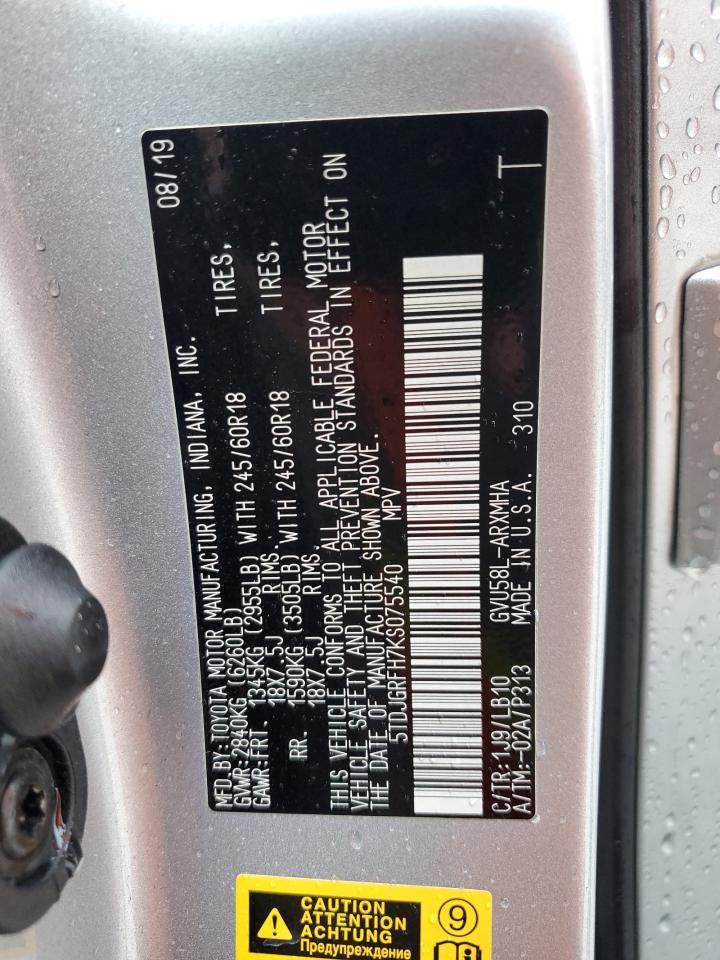 MFD.BY:TOYOTA MOTOR MANUFACTURING, INDIANA, INC. 08/19
GVWR:2840KG (6260LB)
GAWR:FRT. 1345KG (2955LB) WITH 245/60R18 TIRES,
18X7.5J RIMS,
RR. 1590KG (3505LB) WITH 245/60R18 TIRES,
18X7.5J RIMS.
THIS VEHICLE CONFORMS TO ALL APPLICABLE FEDERAL MOTOR
VEHICLE SAFETY AND THEFT PREVENTION STANDARDS IN EFFECT ON
THE DATE OF MANUFACTURE SHOWN ABOVE.
5TDJGRFH7KS075540 MPV
C/TR:1J9/LB10 GVU58L-ARXMHA
A/TM:-02A/P313 MADE IN U.S.A. 310 T
CAUTION
ATTENTION
ACHTUNG
Предупреждение
9